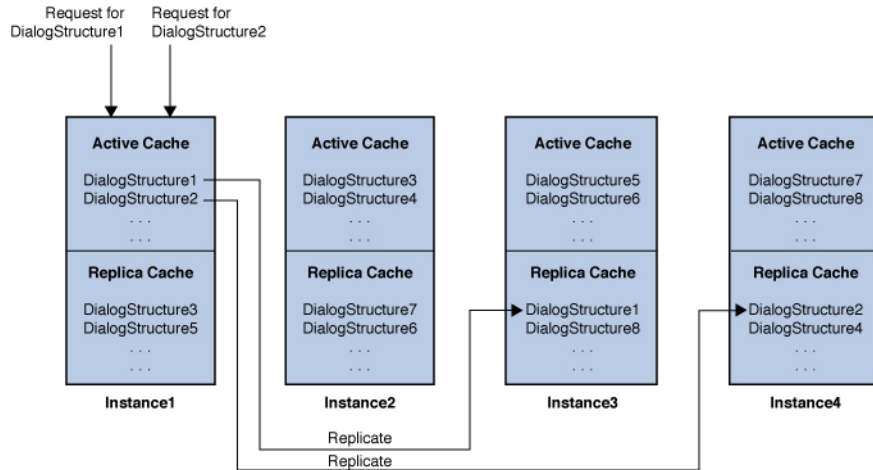 Request for
DialogStructure1
Request for
DialogStructure2
Active Cache
DialogStructure1
DialogStructure2
. . .
. . .
Replica Cache
DialogStructure3
DialogStructure5
. . .
. . .
Instance1
Active Cache
DialogStructure3
DialogStructure4
. . .
. . .
Replica Cache
DialogStructure7
DialogStructure6
. . .
. . .
Instance2
Active Cache
DialogStructure5
DialogStructure6
. . .
. . .
Replica Cache
DialogStructure1
DialogStructure8
. . .
. . .
Instance3
Active Cache
DialogStructure7
DialogStructure8
. . .
. . .
Replica Cache
DialogStructure2
DialogStructure4
. . .
. . .
Instance4
Replicate
Replicate